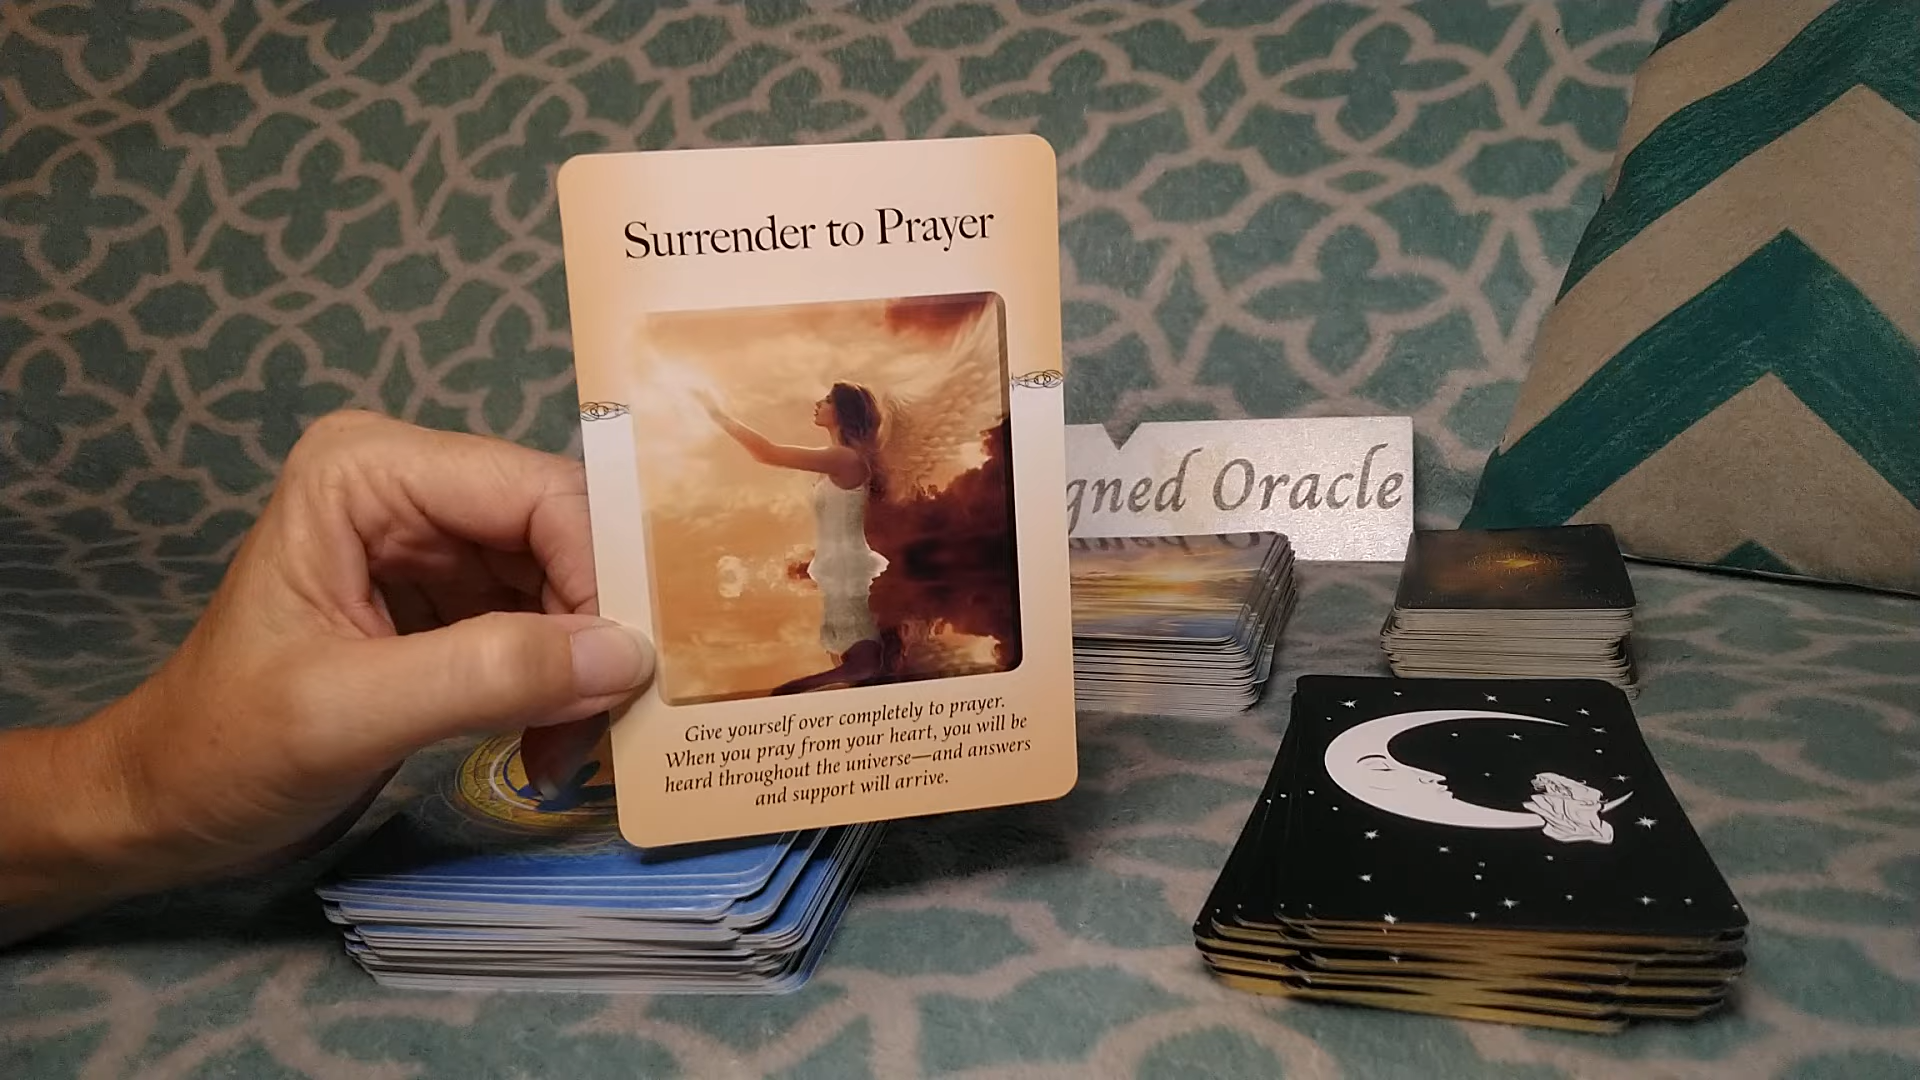 Surrender to Prayer
Give yourself over completely to prayer.
When you pray from your heart, you will be
heard throughout the universe—and answers
and support will arrive.
Oracle